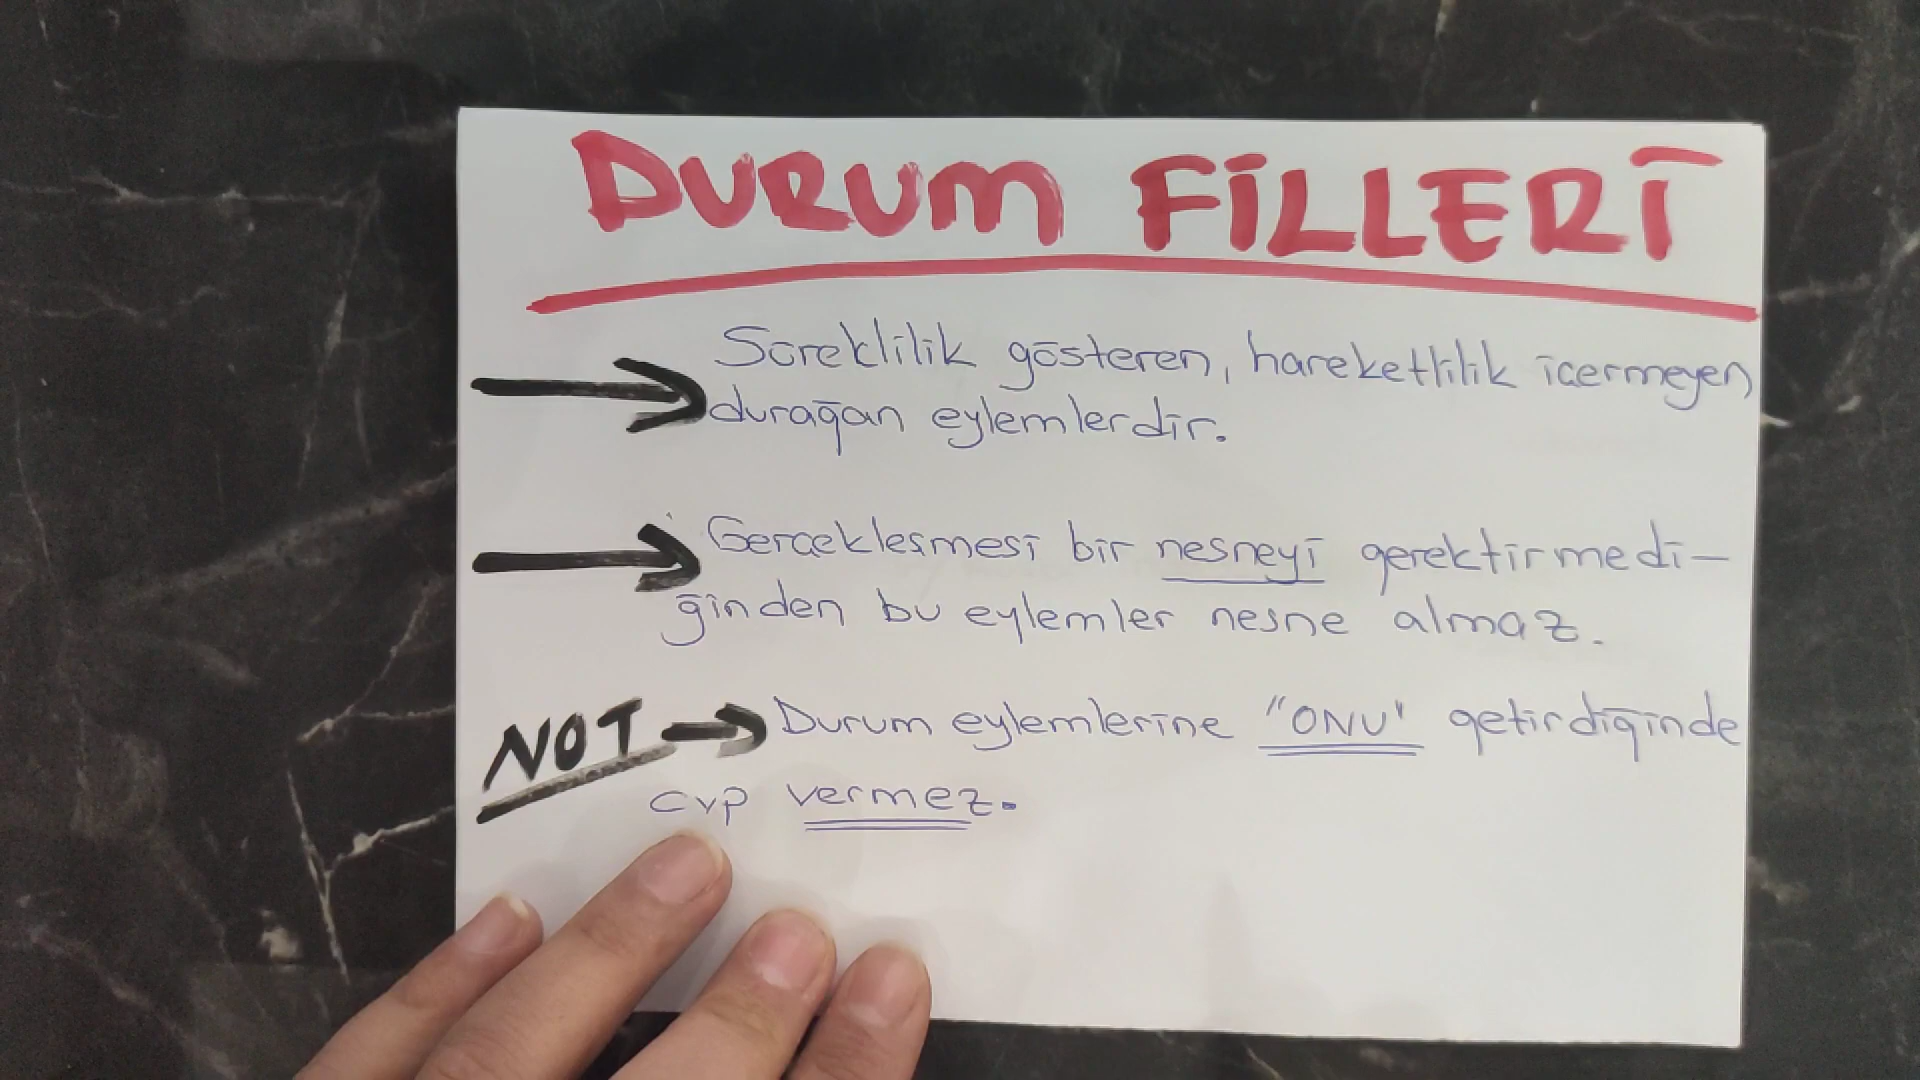 DURUM FİİLLERİ
Süreklilik gösteren, hareketlilik içermeyen
durağan eylemlerdir.
Gerçekleşmesi bir nesneyi gerektirmedi-
ğinden bu eylemler nesne almaz.
NOT → Durum eylemlerine "ONU" getirdiğinde
cvp vermez.